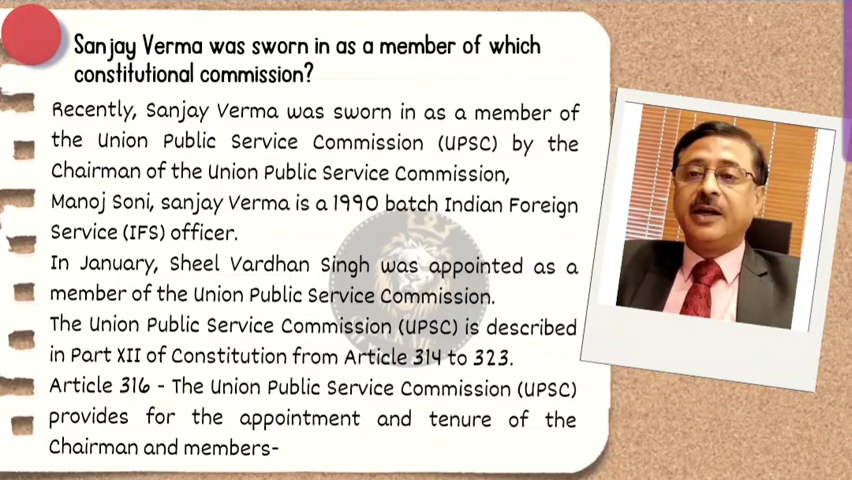 Sanjay Verma was sworn in as a member of which
constitutional commission?
Recently, Sanjay Verma was sworn in as a member of
the Union Public Service Commission (UPSC) by the
Chairman of the Union Public Service Commission,
Manoj Soni, sanjay Verma is a 1990 batch Indian Foreign
Service (IFS) officer.
In January, Sheel Vardhan Singh was appointed as a
member of the Union Public Service Commission.
The Union Public Service Commission (UPSC) is described
in Part XII of Constitution from Article 314 to 323.
Article 316 - The Union Public Service Commission (UPSC)
provides for the appointment and tenure of the
Chairman and members-